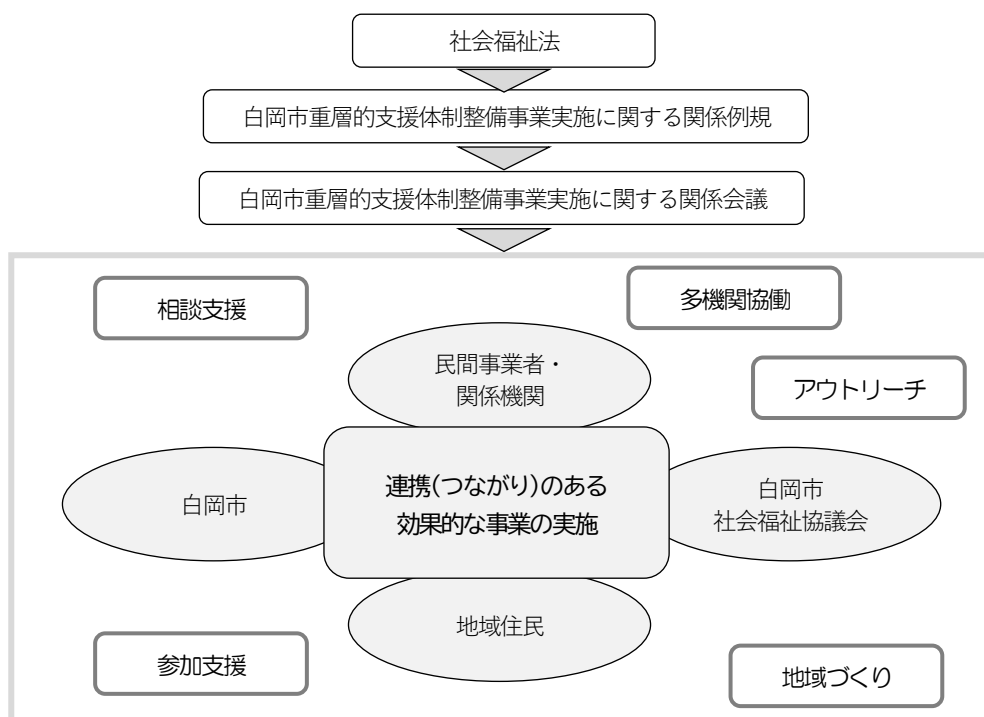 社会福祉法
白岡市重層的支援体制整備事業実施に関する関係例規
白岡市重層的支援体制整備事業実施に関する関係会議
相談支援
多機関協働
民間事業者・
関係機関
アウトリーチ
白岡市
連携(つながり)のある
効果的な事業の実施
白岡市
社会福祉協議会
地域住民
参加支援
地域づくり